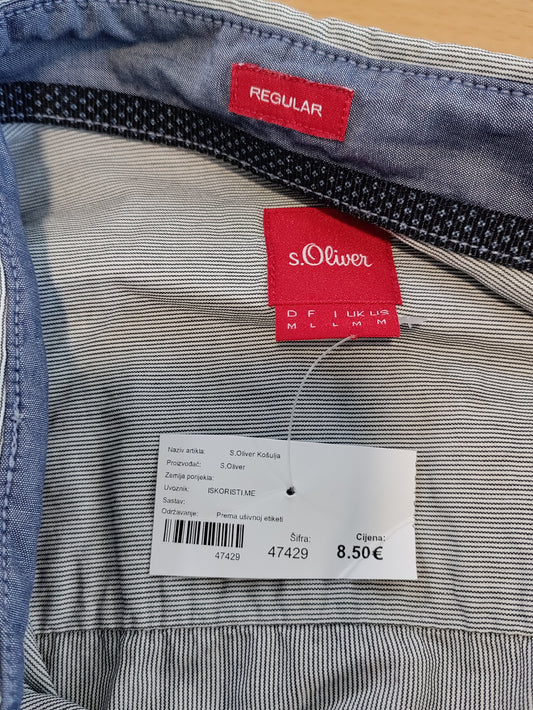 REGULAR
s.Oliver
D F I UK US
M L L M M
Naziv artikla: S.Oliver Košulja
Proizvođač: S.Oliver
Zemlja porijekla:
Uvoznik: ISKORISTI.ME
Sastav:
Održavanje: Prema ušivnoj etiketi
47429
Šifra:
47429
Cijena:
8.50€